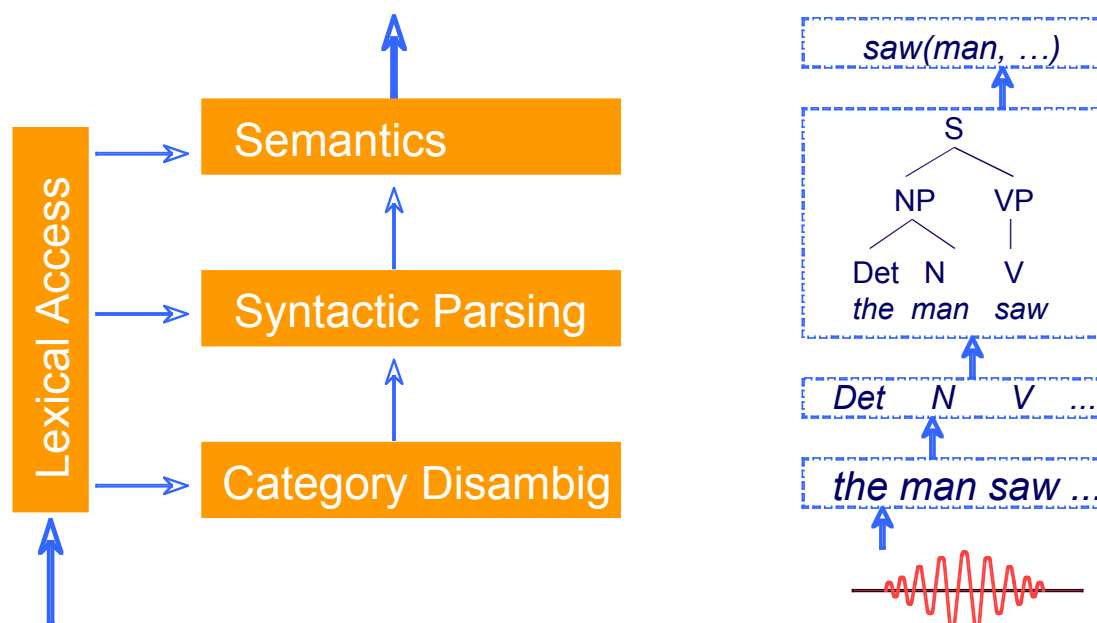 Lexical Access
Semantics
Syntactic Parsing
Category Disambig
saw(man, …)
S
NP VP
Det N V
the man saw
Det N V ...
the man saw ...